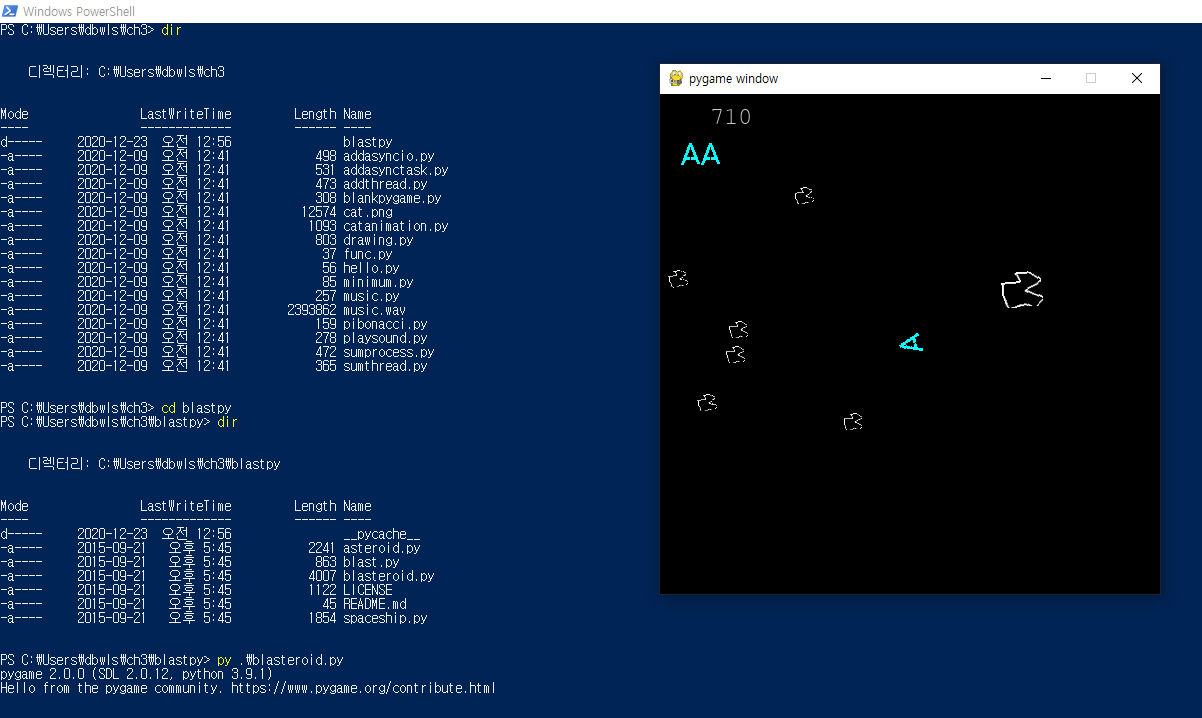 Windows PowerShell
PS C:₩Users₩dbwls₩ch3> dir
디렉터리: C:₩Users₩dbwls₩ch3
Mode LastWriteTime Length Name
---- ------------- ------ ----
d----- 2020-12-23 오전 12:56 blastpy
-a---- 2020-12-09 오전 12:41 498 addasyncio.py
-a---- 2020-12-09 오전 12:41 531 addasynctask.py
-a---- 2020-12-09 오전 12:41 473 addthread.py
-a---- 2020-12-09 오전 12:41 308 blankpygame.py
-a---- 2020-12-09 오전 12:41 12574 cat.png
-a---- 2020-12-09 오전 12:41 1093 catanimation.py
-a---- 2020-12-09 오전 12:41 803 drawing.py
-a---- 2020-12-09 오전 12:41 37 func.py
-a---- 2020-12-09 오전 12:41 56 hello.py
-a---- 2020-12-09 오전 12:41 85 minimum.py
-a---- 2020-12-09 오전 12:41 257 music.py
-a---- 2020-12-09 오전 12:41 2393862 music.wav
-a---- 2020-12-09 오전 12:41 159 pibonacci.py
-a---- 2020-12-09 오전 12:41 278 playsound.py
-a---- 2020-12-09 오전 12:41 472 sumprocess.py
-a---- 2020-12-09 오전 12:41 365 sumthread.py
PS C:₩Users₩dbwls₩ch3> cd blastpy
PS C:₩Users₩dbwls₩ch3₩blastpy> dir
디렉터리: C:₩Users₩dbwls₩ch3₩blastpy
Mode LastWriteTime Length Name
---- ------------- ------ ----
d----- 2020-12-23 오전 12:56 __pycache__
-a---- 2015-09-21 오후 5:45 2241 asteroid.py
-a---- 2015-09-21 오후 5:45 863 blast.py
-a---- 2015-09-21 오후 5:45 4007 blasteroid.py
-a---- 2015-09-21 오후 5:45 1122 LICENSE
-a---- 2015-09-21 오후 5:45 45 README.md
-a---- 2015-09-21 오후 5:45 1854 spaceship.py
PS C:₩Users₩dbwls₩ch3₩blastpy> py .₩blasteroid.py
pygame 2.0.0 (SDL 2.0.12, python 3.9.1)
Hello from the pygame community. https://www.pygame.org/contribute.html
pygame window
710